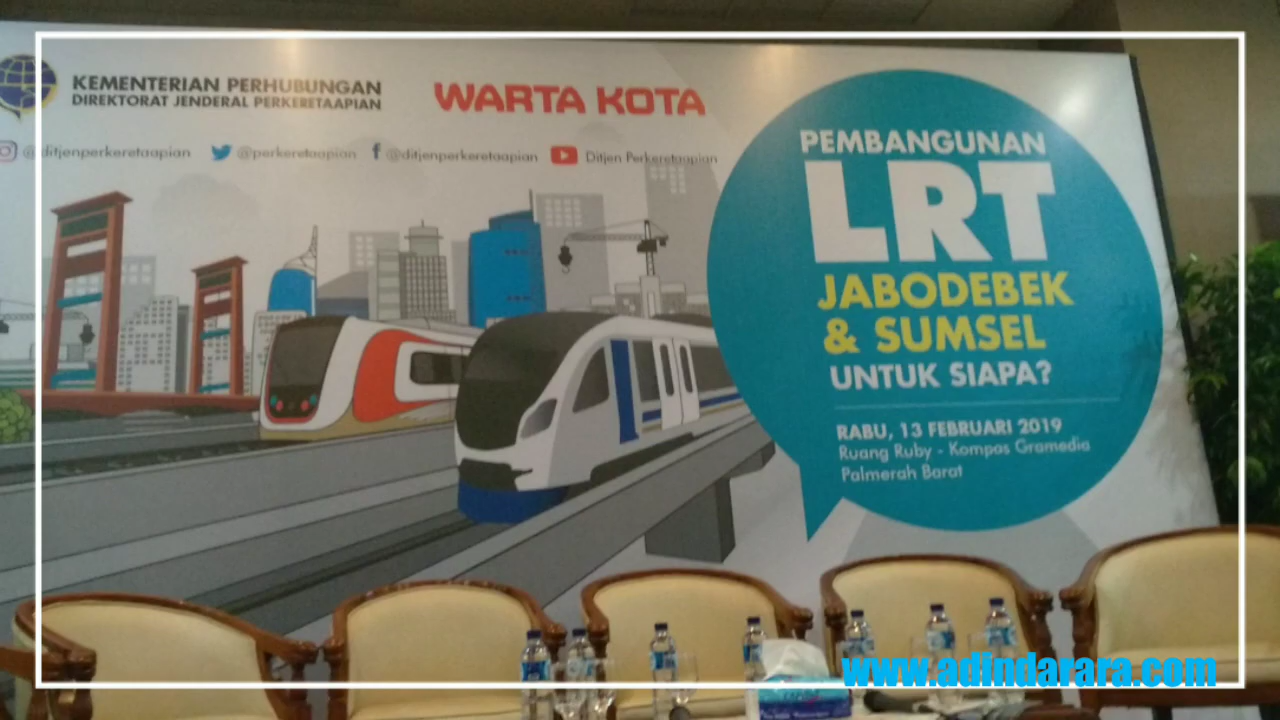 KEMENTERIAN PERHUBUNGAN
DIREKTORAT JENDERAL PERKERETAAPIAN
WARTA KOTA
@ditjenperkeretaapian
@perkeretaapian
@ditjenperkeretaapian
Ditjen Perkeretaapian
PEMBANGUNAN
LRT
JABODEBEK
& SUMSEL
UNTUK SIAPA?
RABU, 13 FEBRUARI 2019
Ruang Ruby - Kompas Gramedia
Palmerah Barat
www.adindarara.com